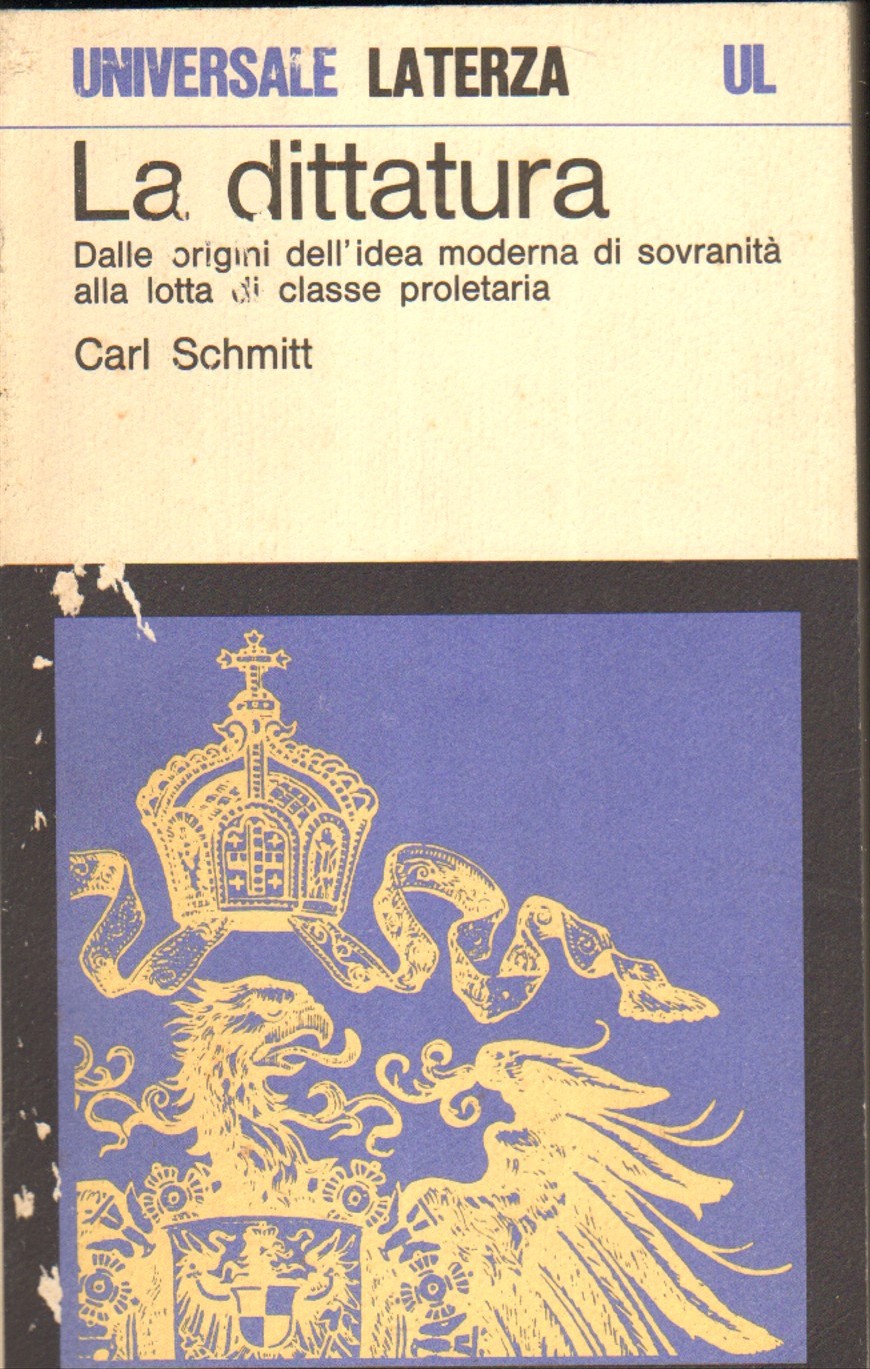 UNIVERSALE LATERZA UL
La dittatura
Dalle origini dell'idea moderna di sovranità
alla lotta di classe proletaria
Carl Schmitt